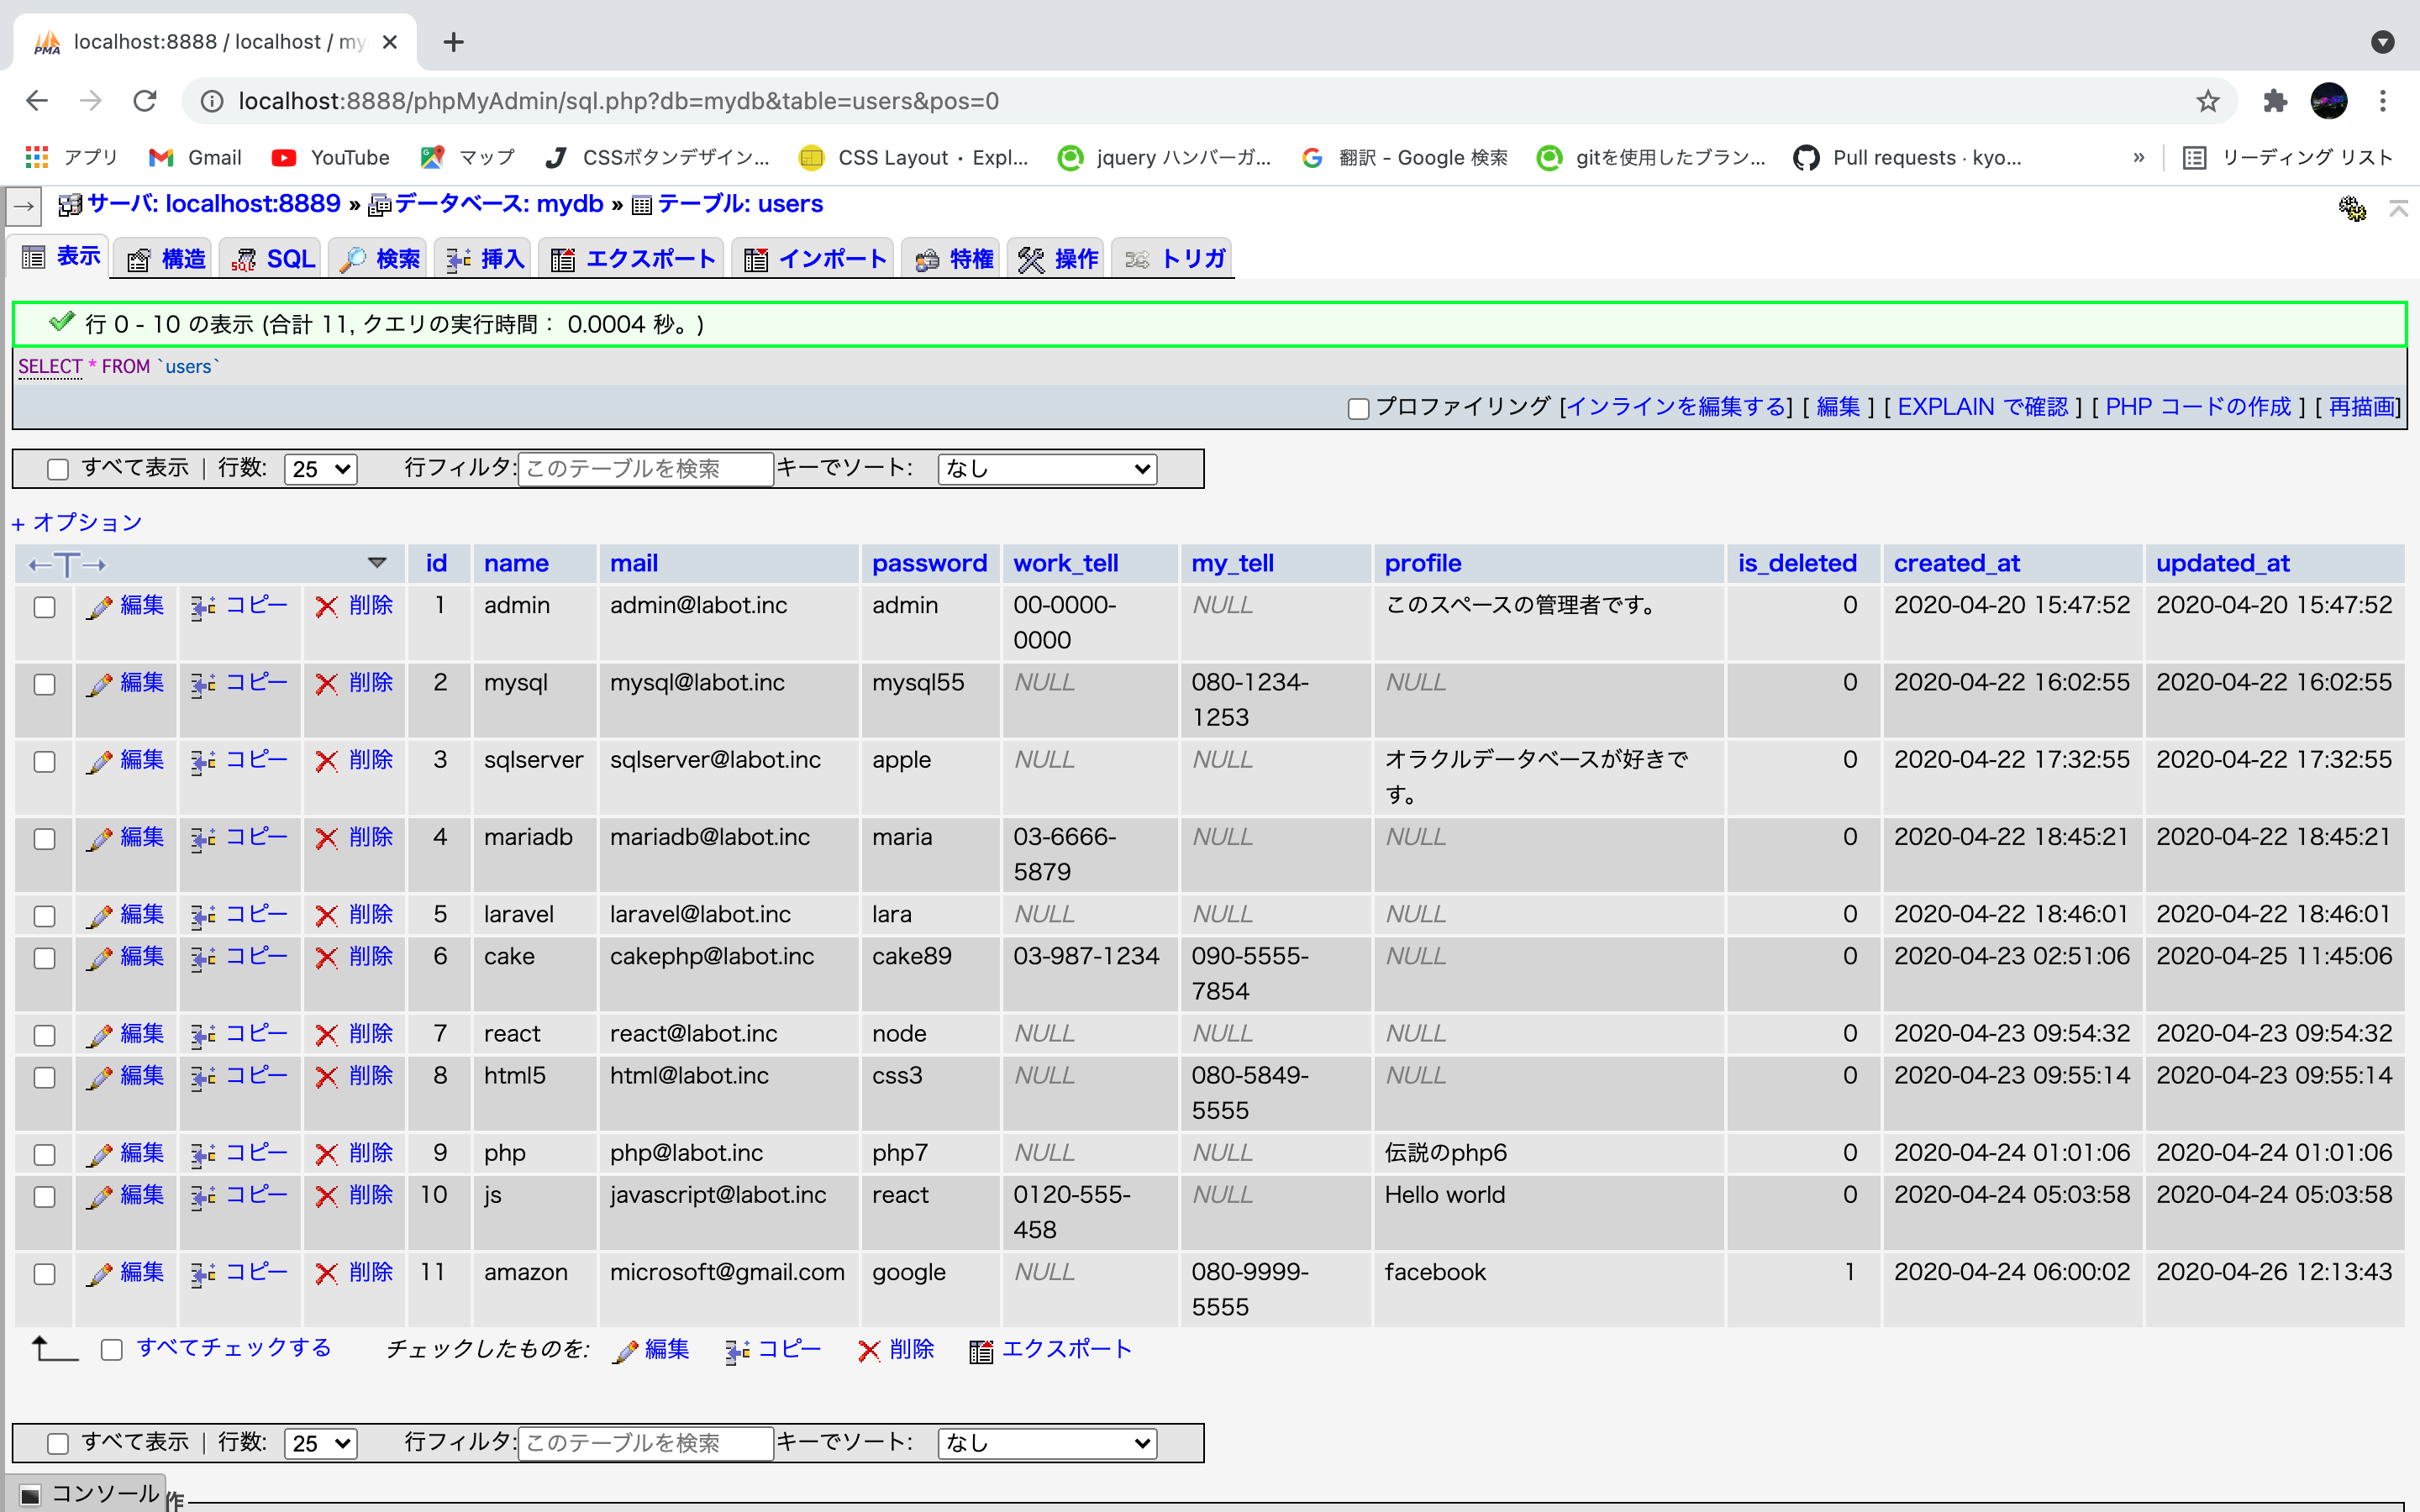 localhost:8888 / localhost / my
localhost:8888/phpMyAdmin/sql.php?db=mydb&table=users&pos=0
アプリ Gmail YouTube マップ CSSボタンデザイン... CSS Layout · Expl... jquery ハンバーガ... 翻訳 - Google 検索 gitを使用したブラン... Pull requests · kyo... » リーディング リスト
サーバ: localhost:8889 » データベース: mydb » テーブル: users
表示 構造 SQL 検索 挿入 エクスポート インポート 特権 操作 トリガ
行 0 - 10 の表示 (合計 11, クエリの実行時間： 0.0004 秒。)
SELECT * FROM `users`
プロファイリング [インラインを編集する] [ 編集 ] [ EXPLAIN で確認 ] [ PHP コードの作成 ] [ 再描画]
すべて表示 | 行数: 25 行フィルタ: このテーブルを検索 キーでソート: なし
+ オプション
←T→ id name mail password work_tell my_tell profile is_deleted created_at updated_at
編集 コピー 削除 1 admin admin@labot.inc admin 00-0000-0000 NULL このスペースの管理者です。 0 2020-04-20 15:47:52 2020-04-20 15:47:52
編集 コピー 削除 2 mysql mysql@labot.inc mysql55 NULL 080-1234-1253 NULL 0 2020-04-22 16:02:55 2020-04-22 16:02:55
編集 コピー 削除 3 sqlserver sqlserver@labot.inc apple NULL NULL オラクルデータベースが好きです。 0 2020-04-22 17:32:55 2020-04-22 17:32:55
編集 コピー 削除 4 mariadb mariadb@labot.inc maria 03-6666-5879 NULL NULL 0 2020-04-22 18:45:21 2020-04-22 18:45:21
編集 コピー 削除 5 laravel laravel@labot.inc lara NULL NULL NULL 0 2020-04-22 18:46:01 2020-04-22 18:46:01
編集 コピー 削除 6 cake cakephp@labot.inc cake89 03-987-1234 090-5555-7854 NULL 0 2020-04-23 02:51:06 2020-04-25 11:45:06
編集 コピー 削除 7 react react@labot.inc node NULL NULL NULL 0 2020-04-23 09:54:32 2020-04-23 09:54:32
編集 コピー 削除 8 html5 html@labot.inc css3 NULL 080-5849-5555 NULL 0 2020-04-23 09:55:14 2020-04-23 09:55:14
編集 コピー 削除 9 php php@labot.inc php7 NULL NULL 伝説のphp6 0 2020-04-24 01:01:06 2020-04-24 01:01:06
編集 コピー 削除 10 js javascript@labot.inc react 0120-555-458 NULL Hello world 0 2020-04-24 05:03:58 2020-04-24 05:03:58
編集 コピー 削除 11 amazon microsoft@gmail.com google NULL 080-9999-5555 facebook 1 2020-04-24 06:00:02 2020-04-26 12:13:43
すべてチェックする チェックしたものを: 編集 コピー 削除 エクスポート
すべて表示 | 行数: 25 行フィルタ: このテーブルを検索 キーでソート: なし
コンソール 作